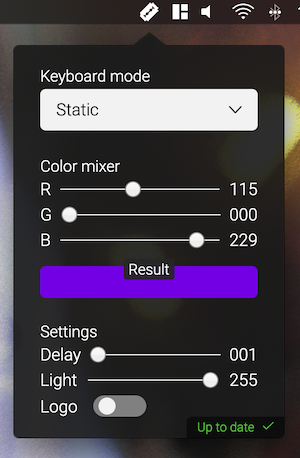 Keyboard mode
Static
Color mixer
R 115
G 000
B 229
Result
Settings
Delay 001
Light 255
Logo
Up to date